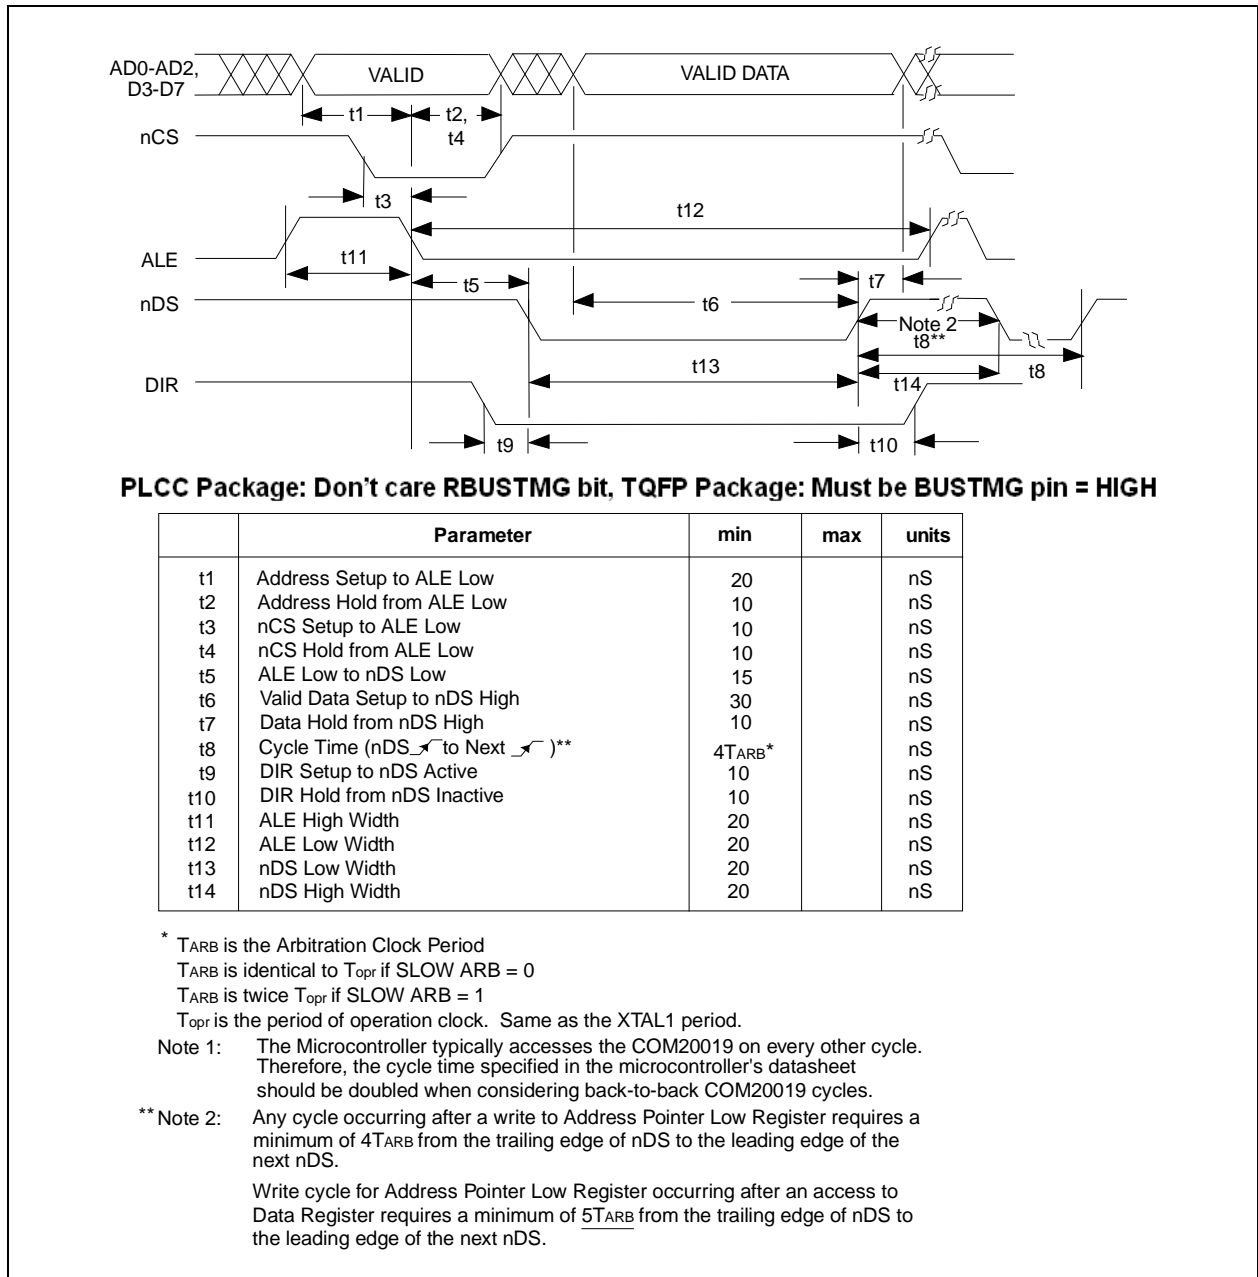 AD0-AD2,
D3-D7
VALID
VALID DATA
t1
t2,
t4
nCS
t3
t12
ALE
t11
t5
t7
nDS
t6
Note 2
t8**
t8
t13
t14
DIR
t9
t10
PLCC Package: Don't care RBUSTMG bit, TQFP Package: Must be BUSTMG pin = HIGH
Parameter min max units
t1 Address Setup to ALE Low 20 nS
t2 Address Hold from ALE Low 10 nS
t3 nCS Setup to ALE Low 10 nS
t4 nCS Hold from ALE Low 10 nS
t5 ALE Low to nDS Low 15 nS
t6 Valid Data Setup to nDS High 30 nS
t7 Data Hold from nDS High 10 nS
t8 Cycle Time (nDS to Next )** 4TARB* nS
t9 DIR Setup to nDS Active 10 nS
t10 DIR Hold from nDS Inactive 10 nS
t11 ALE High Width 20 nS
t12 ALE Low Width 20 nS
t13 nDS Low Width 20 nS
t14 nDS High Width 20 nS
* TARB is the Arbitration Clock Period
TARB is identical to Topr if SLOW ARB = 0
TARB is twice Topr if SLOW ARB = 1
Topr is the period of operation clock. Same as the XTAL1 period.
Note 1: The Microcontroller typically accesses the COM20019 on every other cycle.
Therefore, the cycle time specified in the microcontroller's datasheet
should be doubled when considering back-to-back COM20019 cycles.
**Note 2: Any cycle occurring after a write to Address Pointer Low Register requires a
minimum of 4TARB from the trailing edge of nDS to the leading edge of the
next nDS.
Write cycle for Address Pointer Low Register occurring after an access to
Data Register requires a minimum of 5TARB from the trailing edge of nDS to
the leading edge of the next nDS.